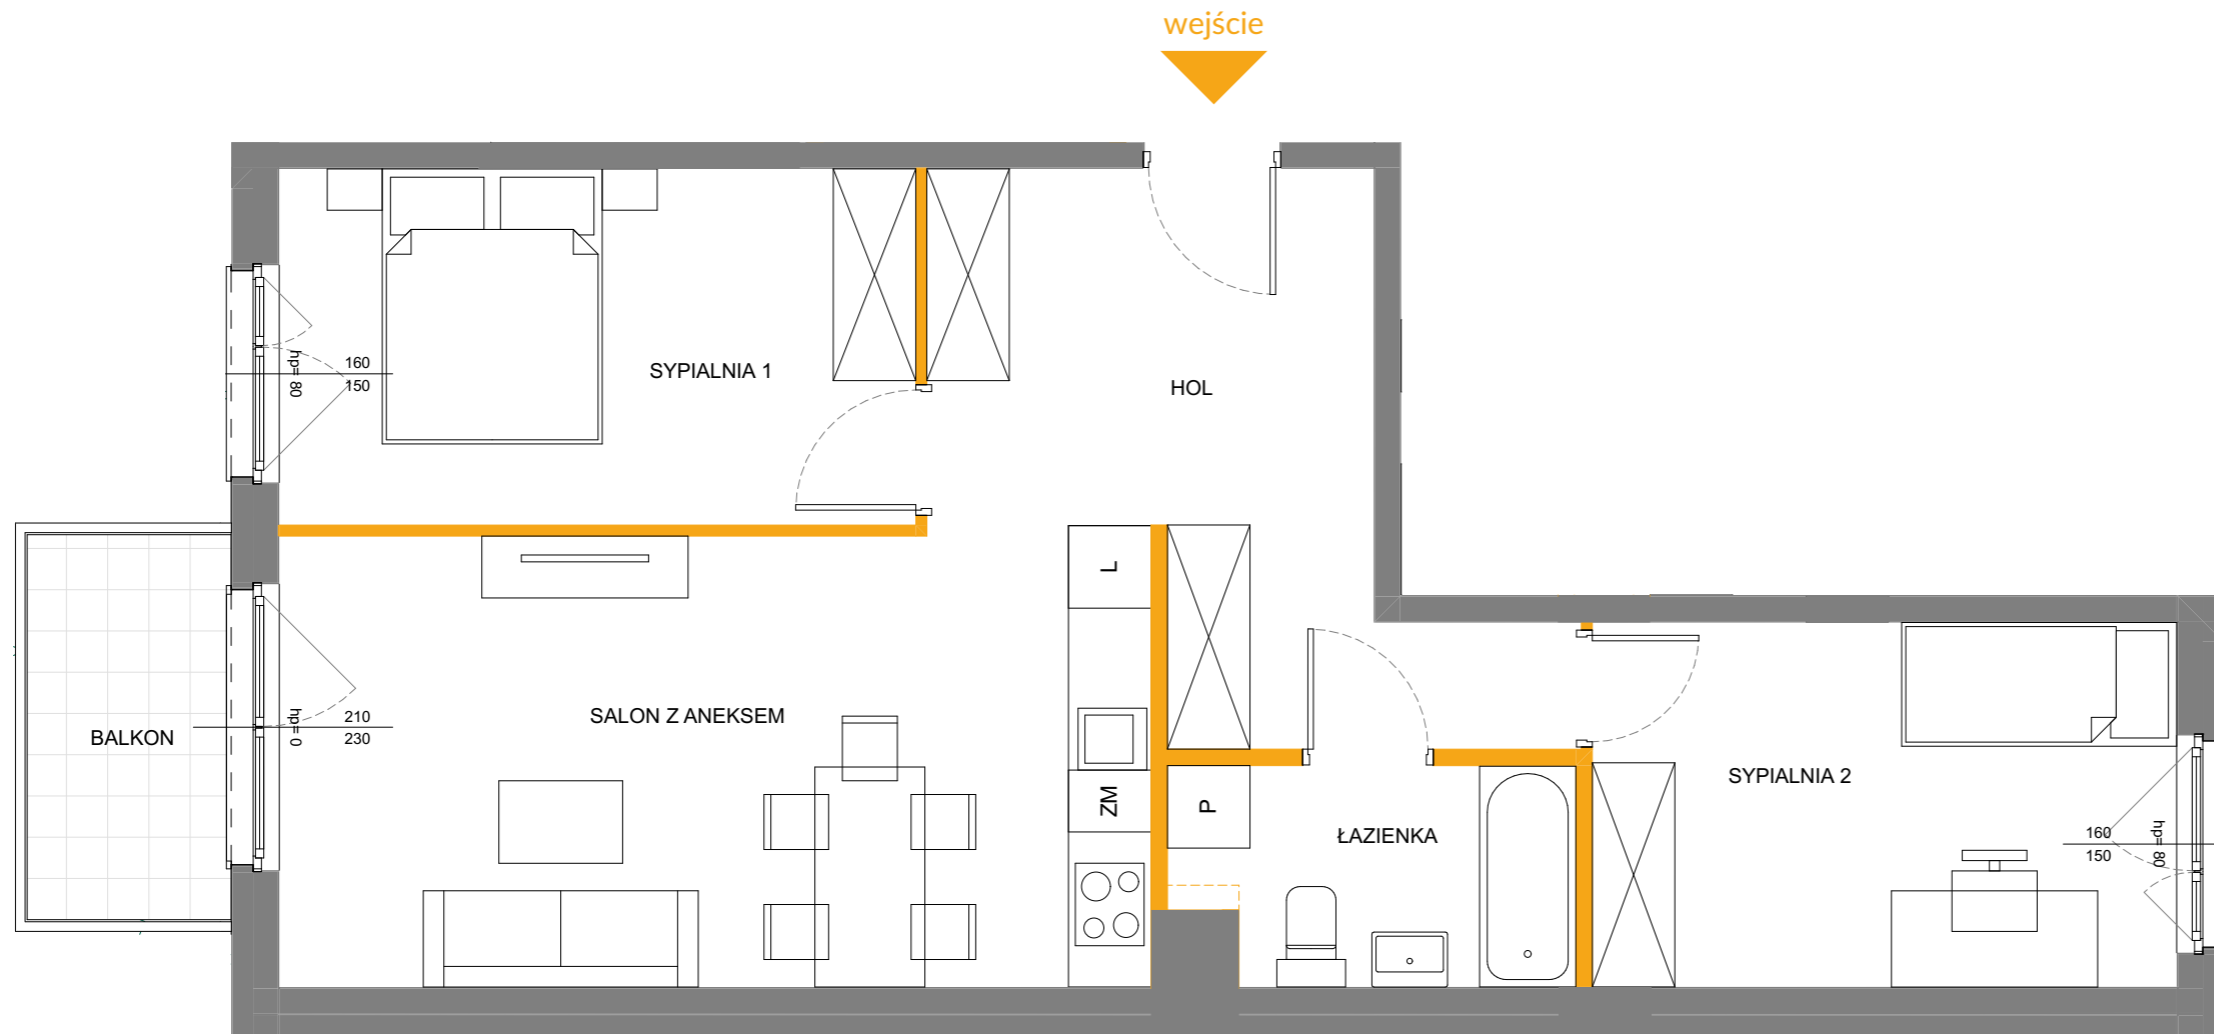 wejście
SYPIALNIA 1
HOL
hp= 80
160
150
L
BALKON
hp= 0
210
230
SALON Z ANEKSEM
ZM
P
ŁAZIENKA
SYPIALNIA 2
160
150
hp= 80